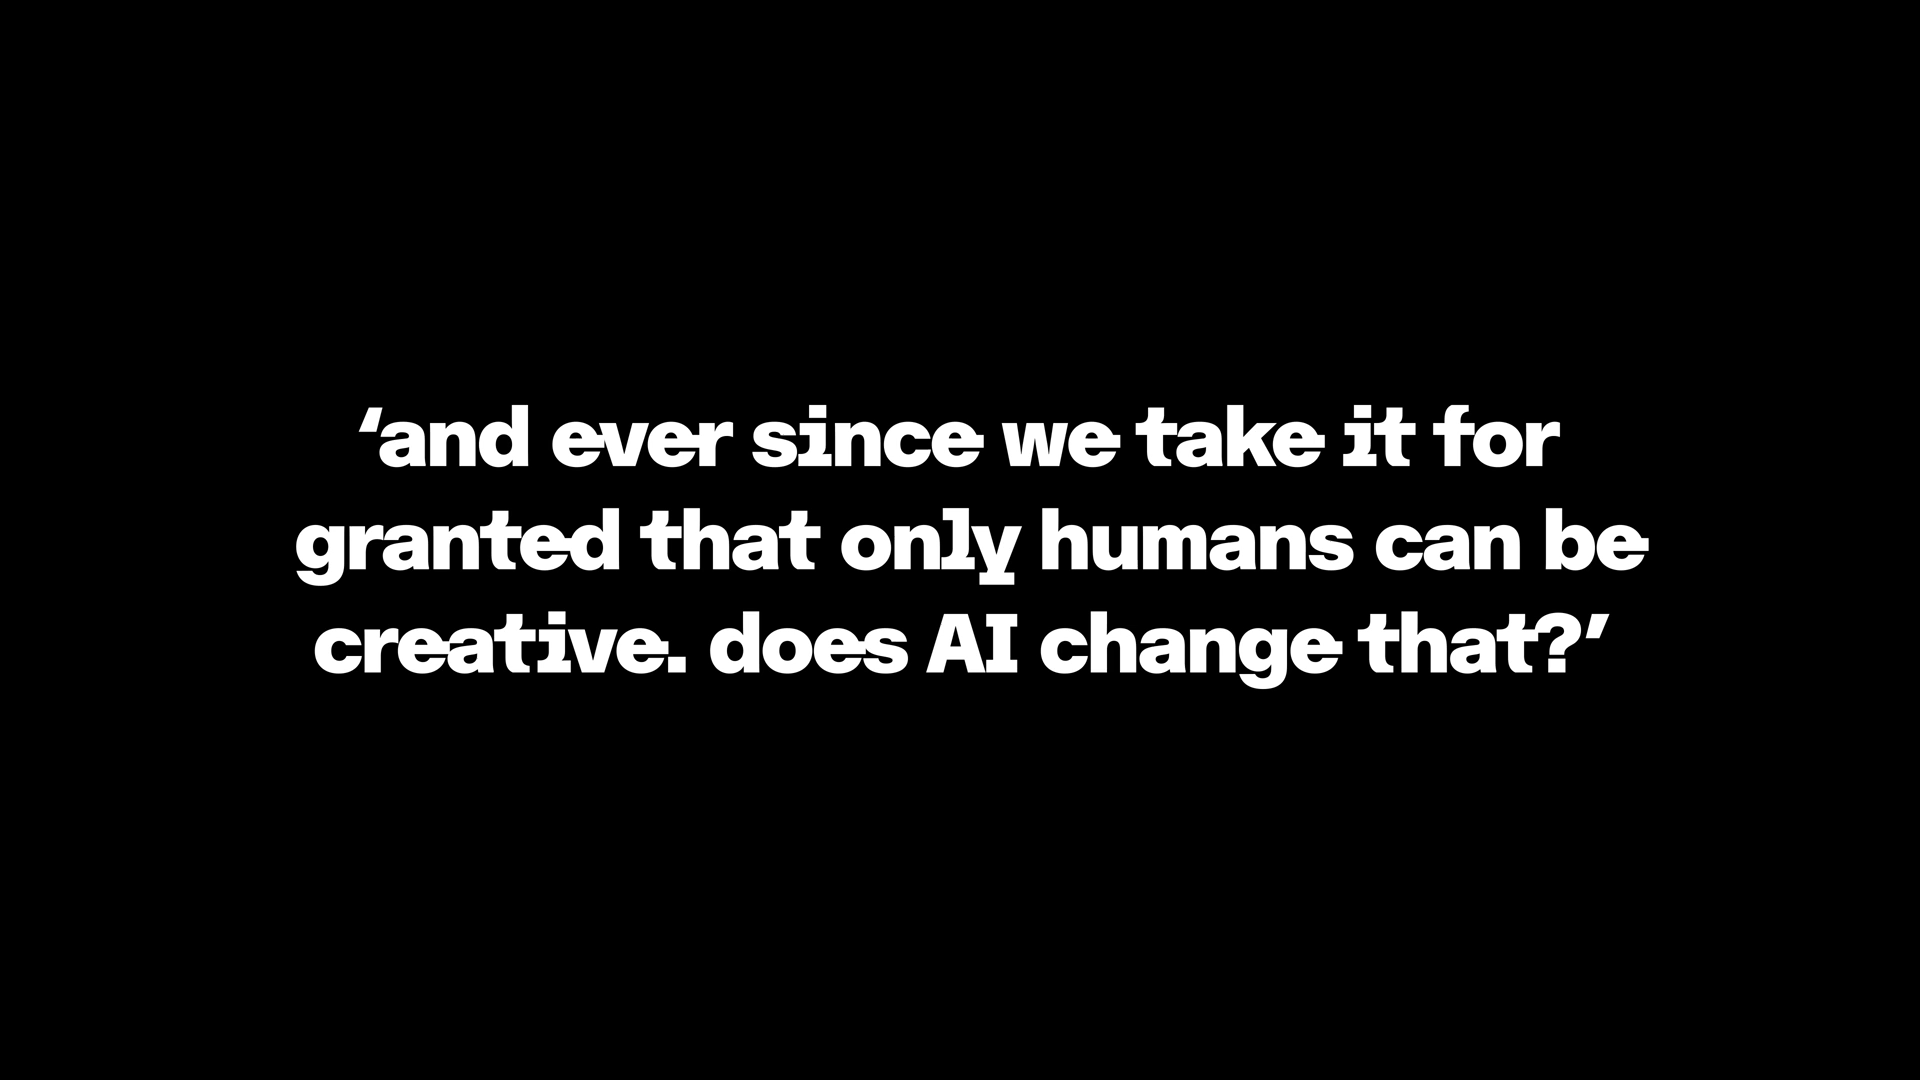 ‘and ever since we take it for
granted that only humans can be
creative. does AI change that?’